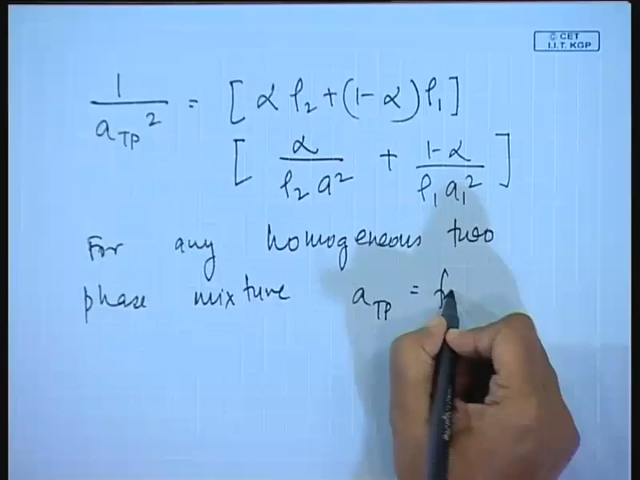 © CET
I.I.T. KGP
1/a_TP² = [α ρ₂ + (1-α) ρ₁]
[α/(ρ₂ a²) + (1-α)/(ρ₁ a₁²)]
For any homogeneous two
phase mixture a_TP = f